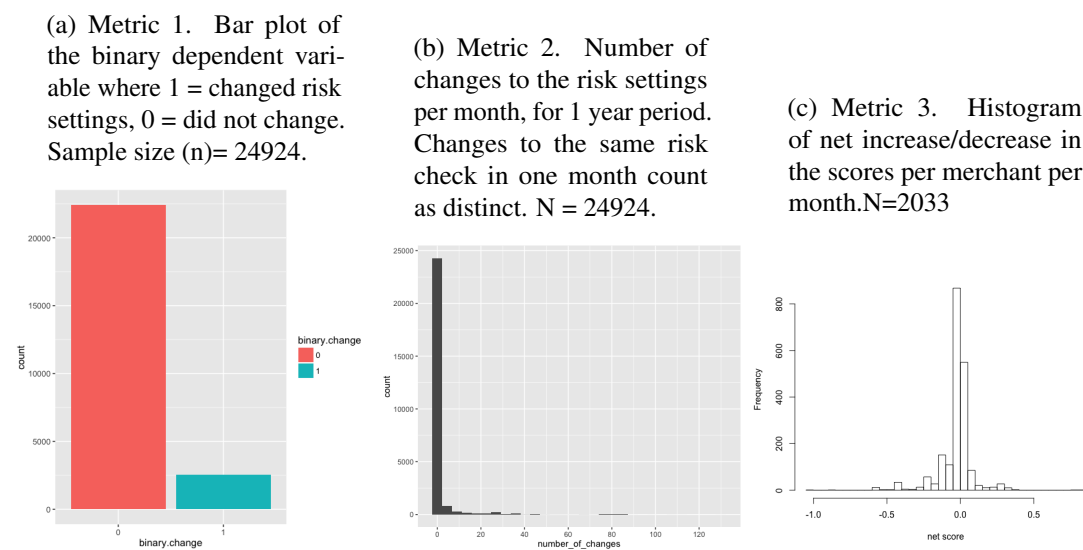 (a) Metric 1. Bar plot of
the binary dependent vari-
able where 1 = changed risk
settings, 0 = did not change.
Sample size (n)= 24924.
20000
15000
10000
5000
0
count
0 1
binary.change
binary.change
0
1
(b) Metric 2. Number of
changes to the risk settings
per month, for 1 year period.
Changes to the same risk
check in one month count
as distinct. N = 24924.
25000
20000
15000
10000
5000
0
count
0 20 40 60 80 100 120
number_of_changes
(c) Metric 3. Histogram
of net increase/decrease in
the scores per merchant per
month.N=2033
800
600
400
200
0
Frequency
-1.0 -0.5 0.0 0.5
net score